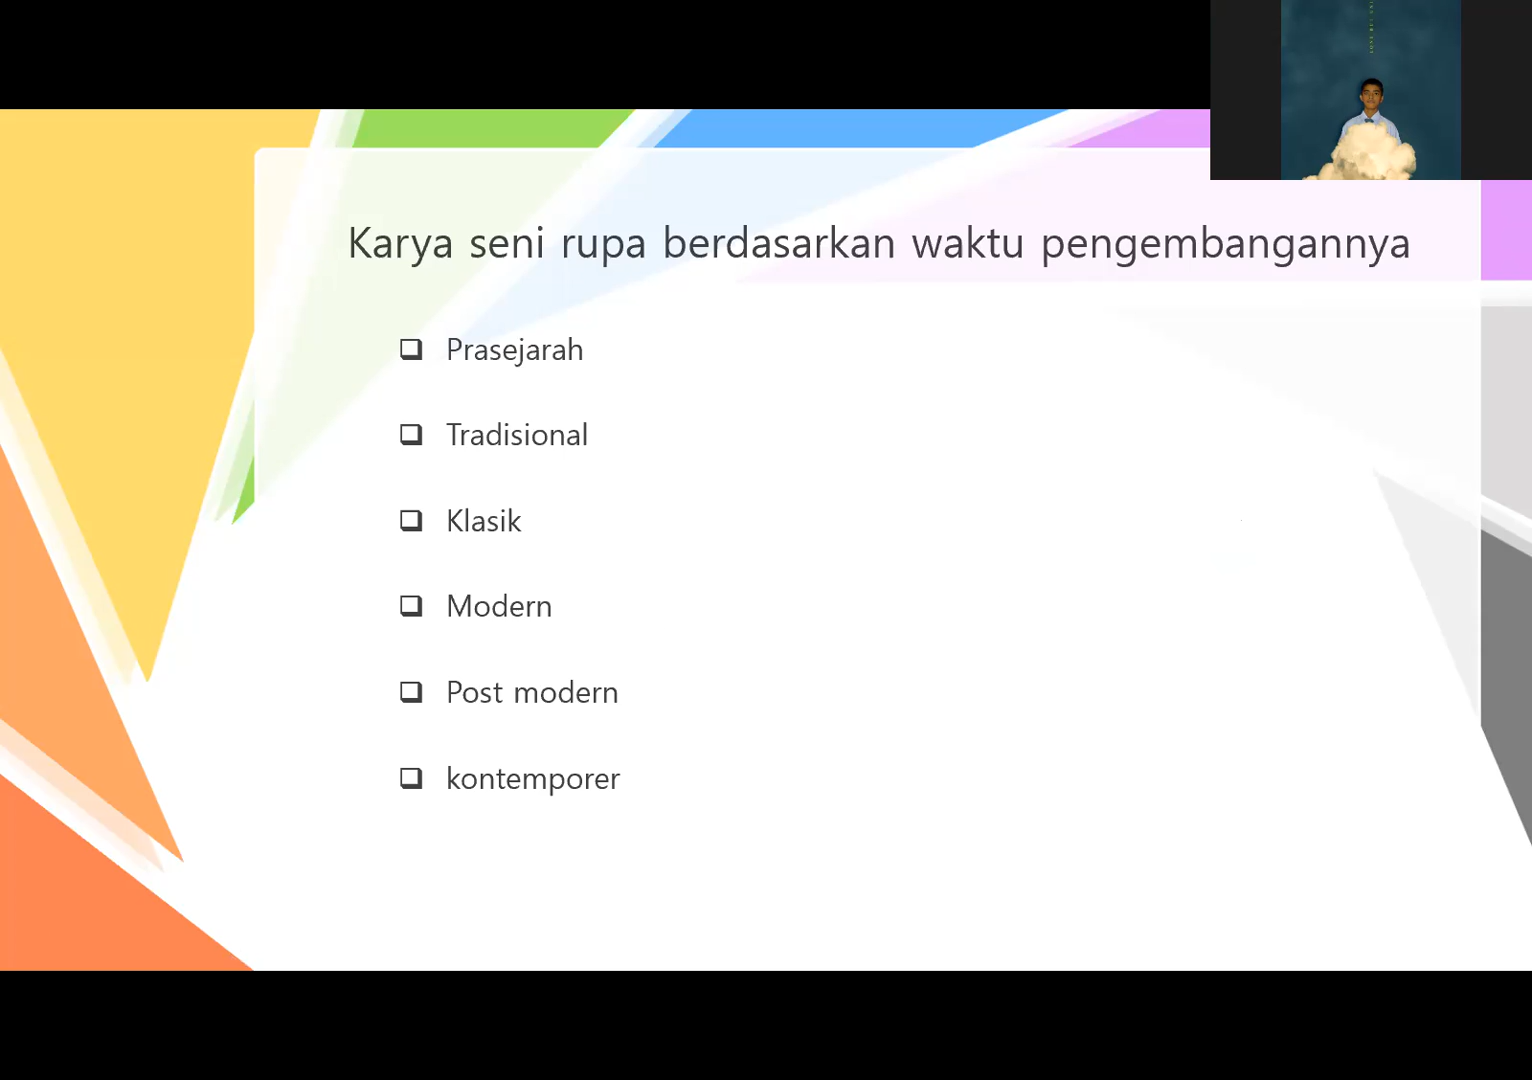 Karya seni rupa berdasarkan waktu pengembangannya
Prasejarah
Tradisional
Klasik
Modern
Post modern
kontemporer